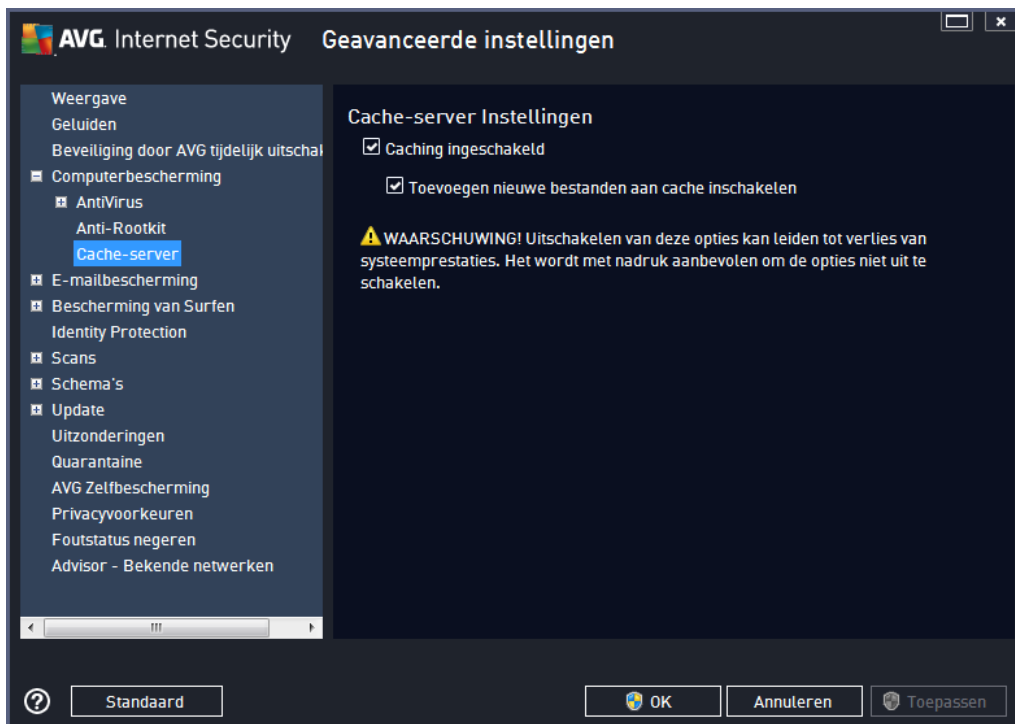 AVG. Internet Security
Geavanceerde instellingen
Weergave
Geluiden
Beveiliging door AVG tijdelijk uitschak
Computerbescherming
AntiVirus
Anti-Rootkit
Cache-server
E-mailbescherming
Bescherming van Surfen
Identity Protection
Scans
Schema's
Update
Uitzonderingen
Quarantaine
AVG Zelfbescherming
Privacyvoorkeuren
Foutstatus negeren
Advisor - Bekende netwerken
Cache-server Instellingen
Caching ingeschakeld
Toevoegen nieuwe bestanden aan cache inschakelen
WAARSCHUWING! Uitschakelen van deze opties kan leiden tot verlies van
systeemprestaties. Het wordt met nadruk aanbevolen om de opties niet uit te
schakelen.
?
Standaard
OK
Annuleren
Toepassen